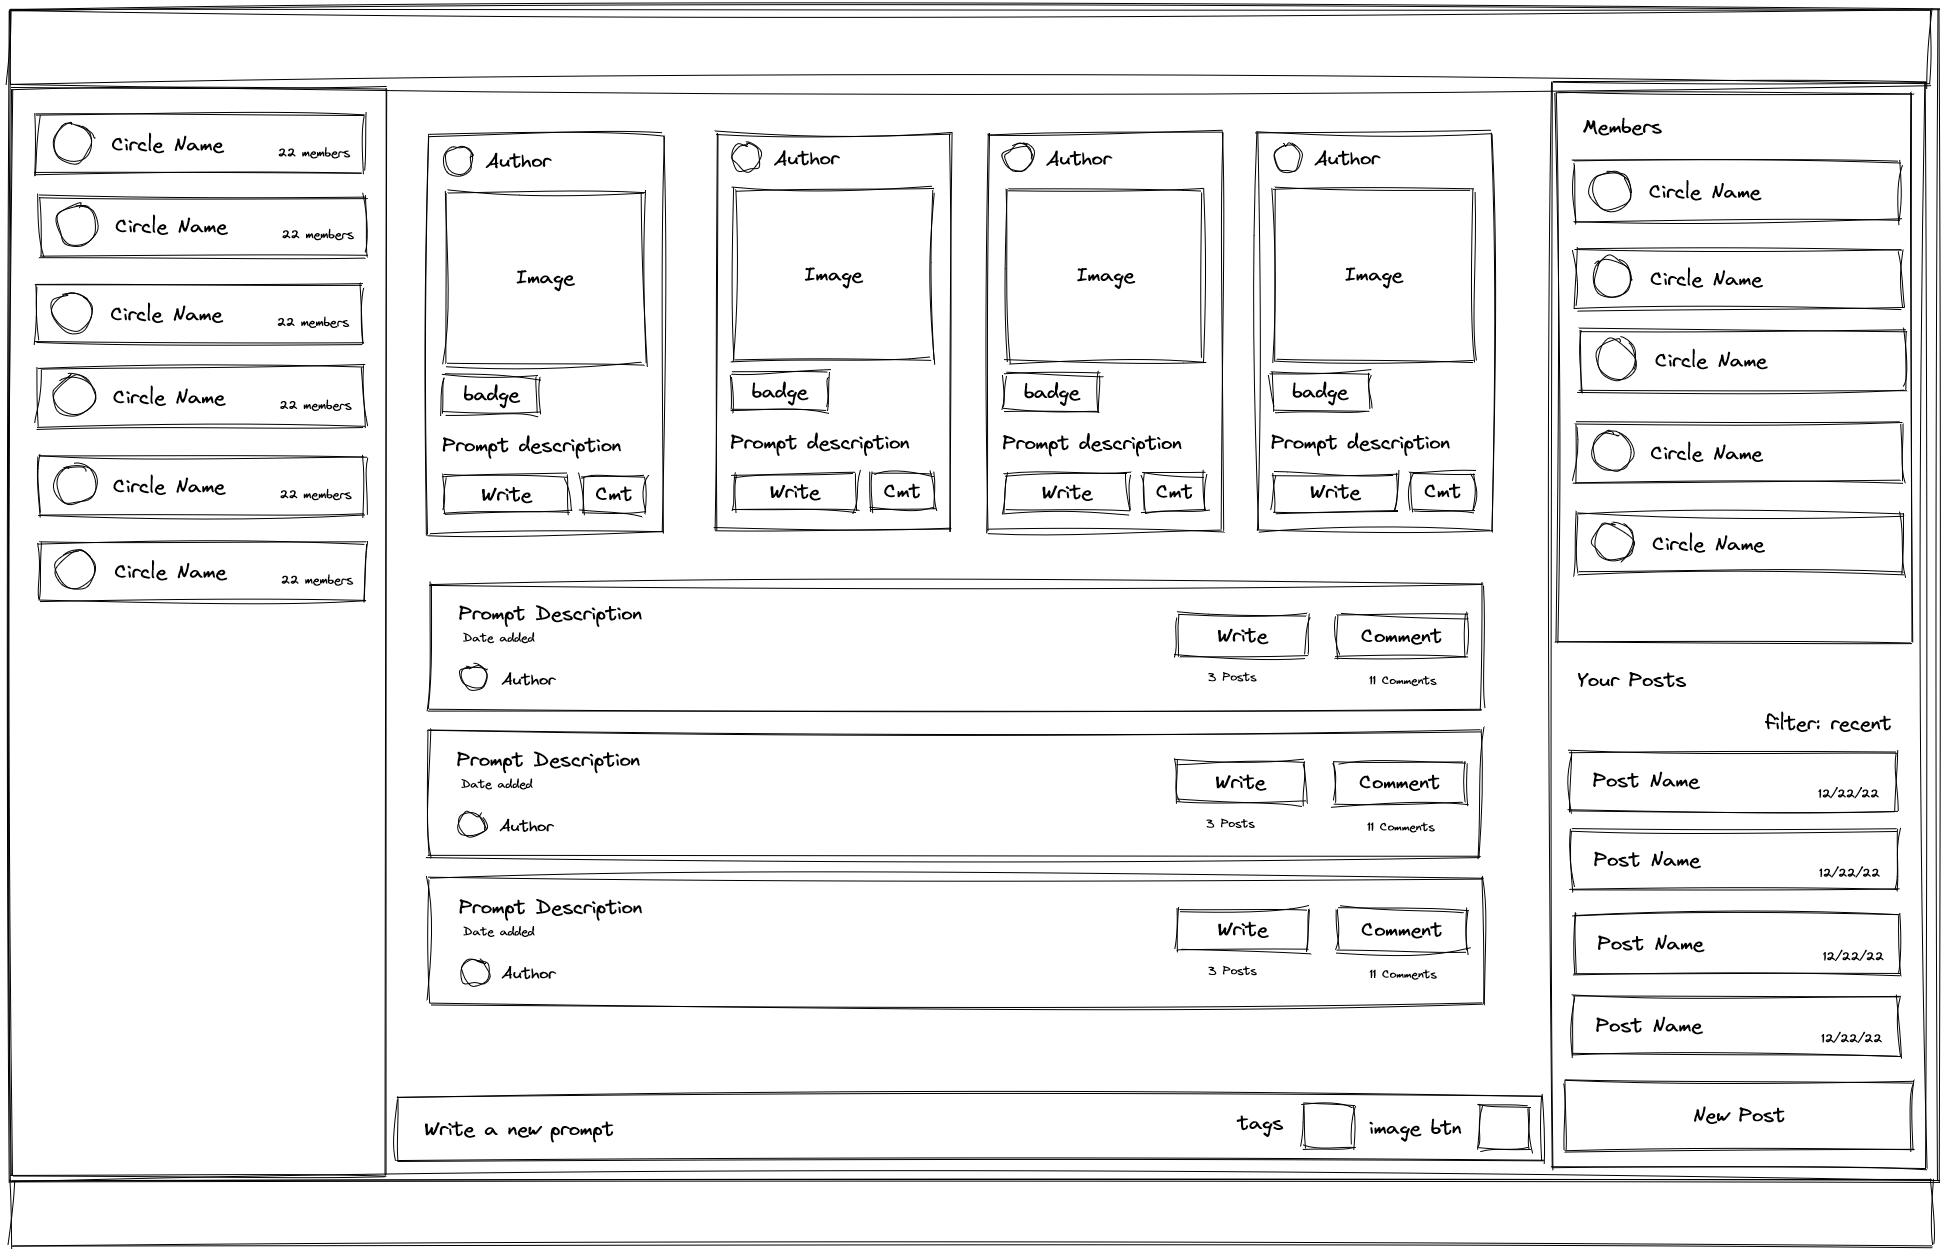 Circle Name
22 members
Circle Name
22 members
Circle Name
22 members
Circle Name
22 members
Circle Name
22 members
Circle Name
22 members
Author
Image
badge
Prompt description
Write
Cmt
Author
Image
badge
Prompt description
Write
Cmt
Author
Image
badge
Prompt description
Write
Cmt
Author
Image
badge
Prompt description
Write
Cmt
Prompt Description
Date added
Author
Write
3 Posts
Comment
11 Comments
Prompt Description
Date added
Author
Write
3 Posts
Comment
11 Comments
Prompt Description
Date added
Author
Write
3 Posts
Comment
11 Comments
Write a new prompt
tags
image btn
Members
Circle Name
Circle Name
Circle Name
Circle Name
Circle Name
Your Posts
filter: recent
Post Name
12/22/22
Post Name
12/22/22
Post Name
12/22/22
Post Name
12/22/22
New Post